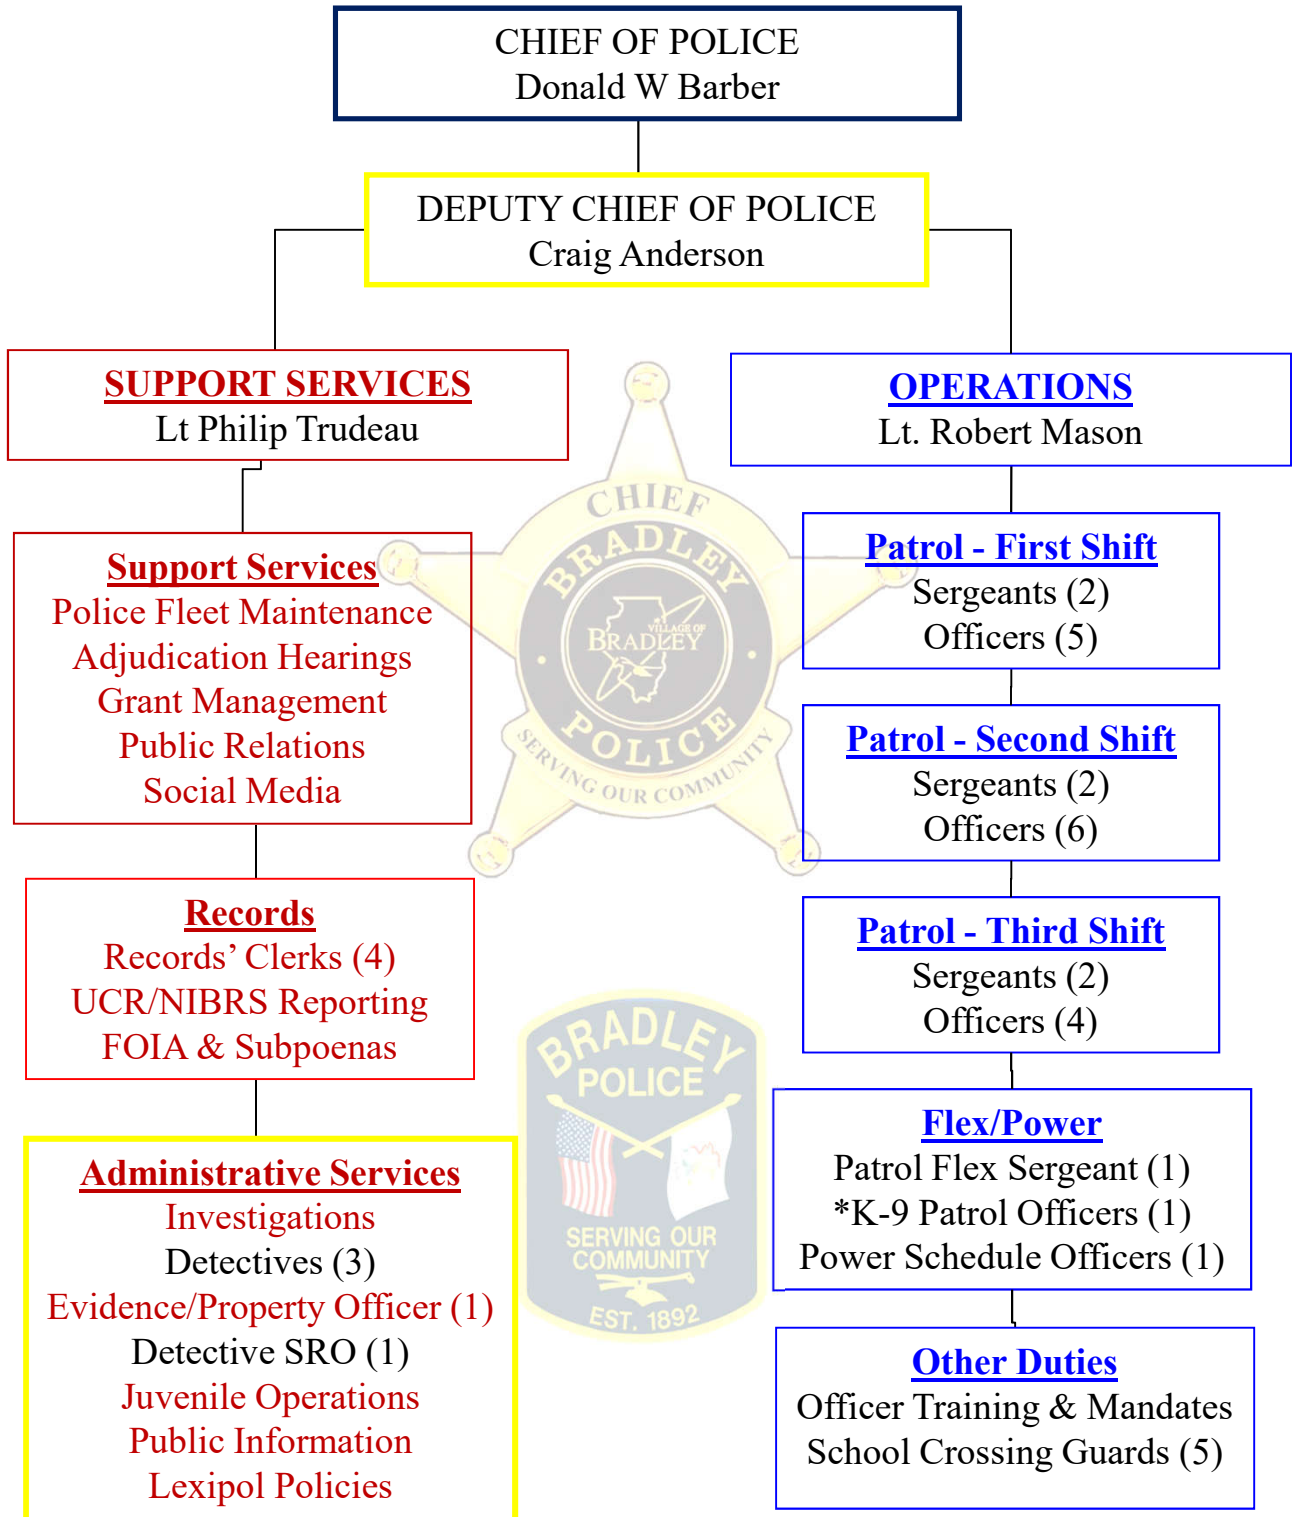 CHIEF OF POLICE
Donald W Barber
DEPUTY CHIEF OF POLICE
Craig Anderson
SUPPORT SERVICES
Lt Philip Trudeau
Support Services
Police Fleet Maintenance
Adjudication Hearings
Grant Management
Public Relations
Social Media
Records
Records’ Clerks (4)
UCR/NIBRS Reporting
FOIA & Subpoenas
Administrative Services
Investigations
Detectives (3)
Evidence/Property Officer (1)
Detective SRO (1)
Juvenile Operations
Public Information
Lexipol Policies
CHIEF
BRADLEY
VILLAGE OF
BRADLEY
POLICE
SERVING OUR COMMUNITY
BRADLEY
POLICE
SERVING OUR
COMMUNITY
EST. 1892
OPERATIONS
Lt. Robert Mason
Patrol - First Shift
Sergeants (2)
Officers (5)
Patrol - Second Shift
Sergeants (2)
Officers (6)
Patrol - Third Shift
Sergeants (2)
Officers (4)
Flex/Power
Patrol Flex Sergeant (1)
*K-9 Patrol Officers (1)
Power Schedule Officers (1)
Other Duties
Officer Training & Mandates
School Crossing Guards (5)